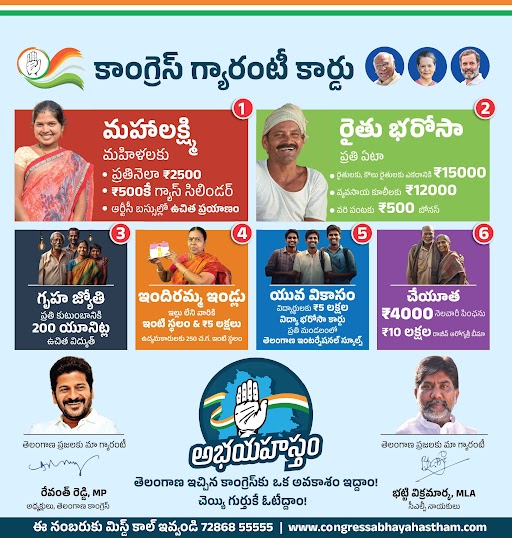 కాంగ్రెస్ గ్యారంటీ కార్డు
1
మహాలక్ష్మి
మహిళలకు
• ప్రతినెలా ₹2500
• ₹500కే గ్యాస్ సిలిండర్
• ఆర్టీసీ బస్సుల్లో ఉచిత ప్రయాణం
2
రైతు భరోసా
ప్రతి ఏటా
• రైతులకు, కౌలు రైతులకు ఎకరానికి ₹15000
• వ్యవసాయ కూలీలకు ₹12000
• వరి పంటకు ₹500 బోనస్
3
గృహ జ్యోతి
ప్రతి కుటుంబానికి
200 యూనిట్ల
ఉచిత విద్యుత్
4
ఇందిరమ్మ ఇండ్లు
ఇల్లు లేని వారికి
ఇంటి స్థలం & ₹5 లక్షలు
ఉద్యమకారులకు 250 చ.గ. ఇంటి స్థలం
5
యువ వికాసం
విద్యార్థులకు ₹5 లక్షల
విద్యా భరోసా కార్డు
ప్రతి మండలంలో
తెలంగాణ ఇంటర్నేషనల్ స్కూల్స్
6
చేయూత
₹4000 నెలవారీ పింఛను
₹10 లక్షల రాజీవ్ ఆరోగ్యశ్రీ బీమా
తెలంగాణ ప్రజలకు మా గ్యారంటీ
రేవంత్ రెడ్డి, MP
అధ్యక్షులు, తెలంగాణ కాంగ్రెస్
అభయహస్తం
తెలంగాణ ఇచ్చిన కాంగ్రెస్‌కు ఒక అవకాశం ఇద్దాం!
చెయ్యి గుర్తుకే ఓటేద్దాం!
తెలంగాణ ప్రజలకు మా గ్యారంటీ
భట్టి విక్రమార్క, MLA
సీఎల్పీ నాయకులు
ఈ నంబరుకు మిస్డ్ కాల్ ఇవ్వండి 72868 55555 | www.congressabhayahastham.com